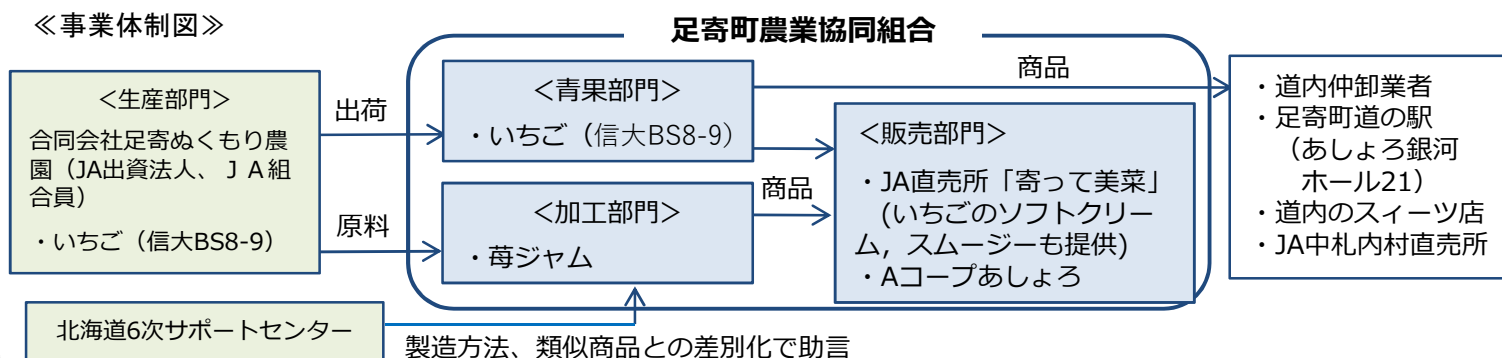 ≪事業体制図≫
足寄町農業協同組合
<生産部門>
合同会社足寄ぬくもり農
園（JA出資法人、ＪＡ組
合員）
・いちご（信大BS8-9）
出荷
原料
<青果部門>
・いちご（信大BS8-9）
<加工部門>
・苺ジャム
商品
商品
<販売部門>
・JA直売所「寄って美菜」
(いちごのソフトクリー
ム，スムージーも提供)
・Aコープあしょろ
・道内仲卸業者
・足寄町道の駅
（あしょろ銀河
ホール21）
・道内のスィーツ店
・JA中札内村直売所
北海道6次サポートセンター
製造方法、類似商品との差別化で助言